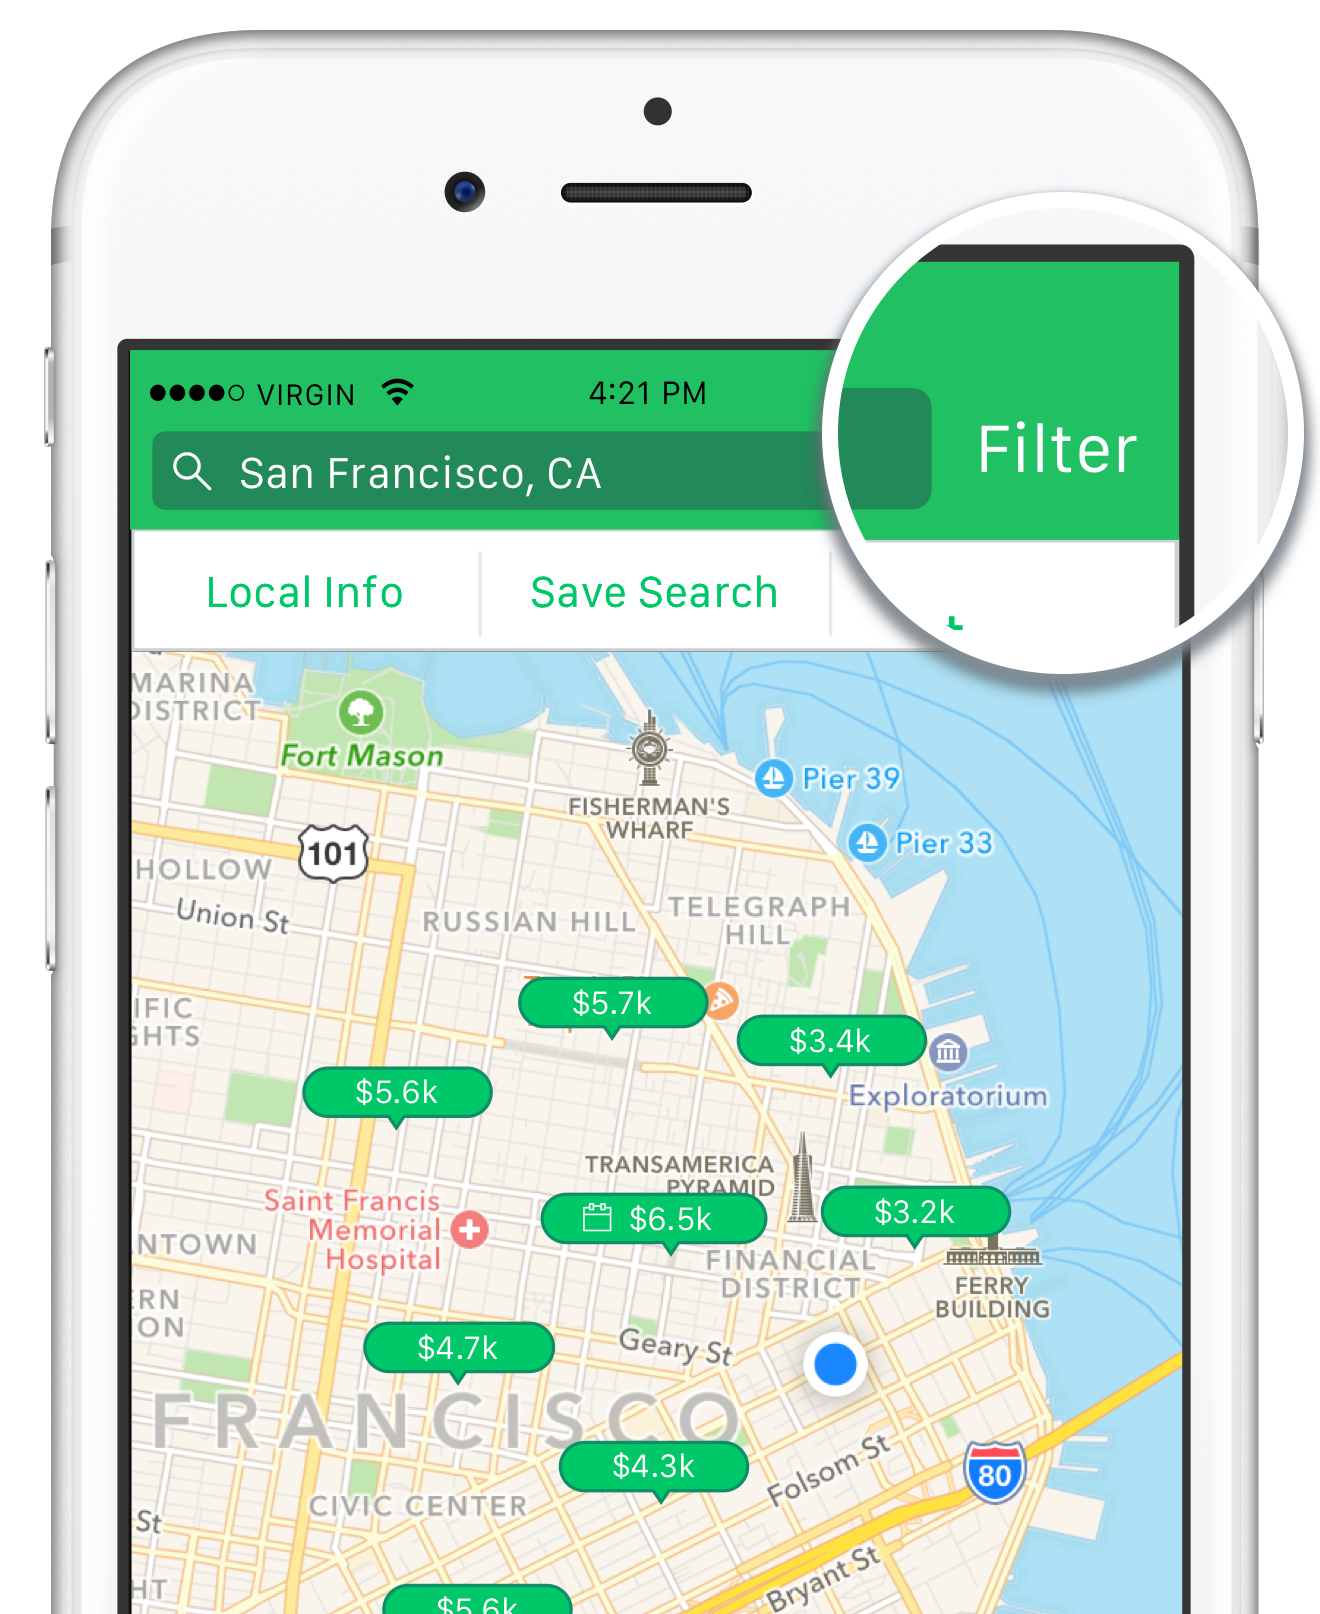 VIRGIN
4:21 PM
San Francisco, CA
Filter
Local Info
Save Search
MARINA
DISTRICT
Fort Mason
Pier 39
FISHERMAN'S
WHARF
Pier 33
101
HOLLOW
Union St
RUSSIAN HILL
TELEGRAPH
HILL
$5.7k
IFIC
GHTS
$3.4k
$5.6k
Exploratorium
TRANSAMERICA
PYRAMID
Saint Francis
Memorial
Hospital
$6.5k
$3.2k
NTOWN
FINANCIAL
DISTRICT
FERRY
BUILDING
ERN
ON
$4.7k
Geary St
FRANCISCO
$4.3k
Folsom St
80
CIVIC CENTER
St
Bryant St
HT
$5.6k